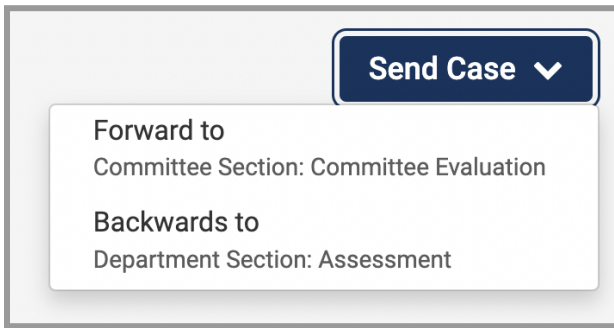 Send Case
Forward to
Committee Section: Committee Evaluation
Backwards to
Department Section: Assessment